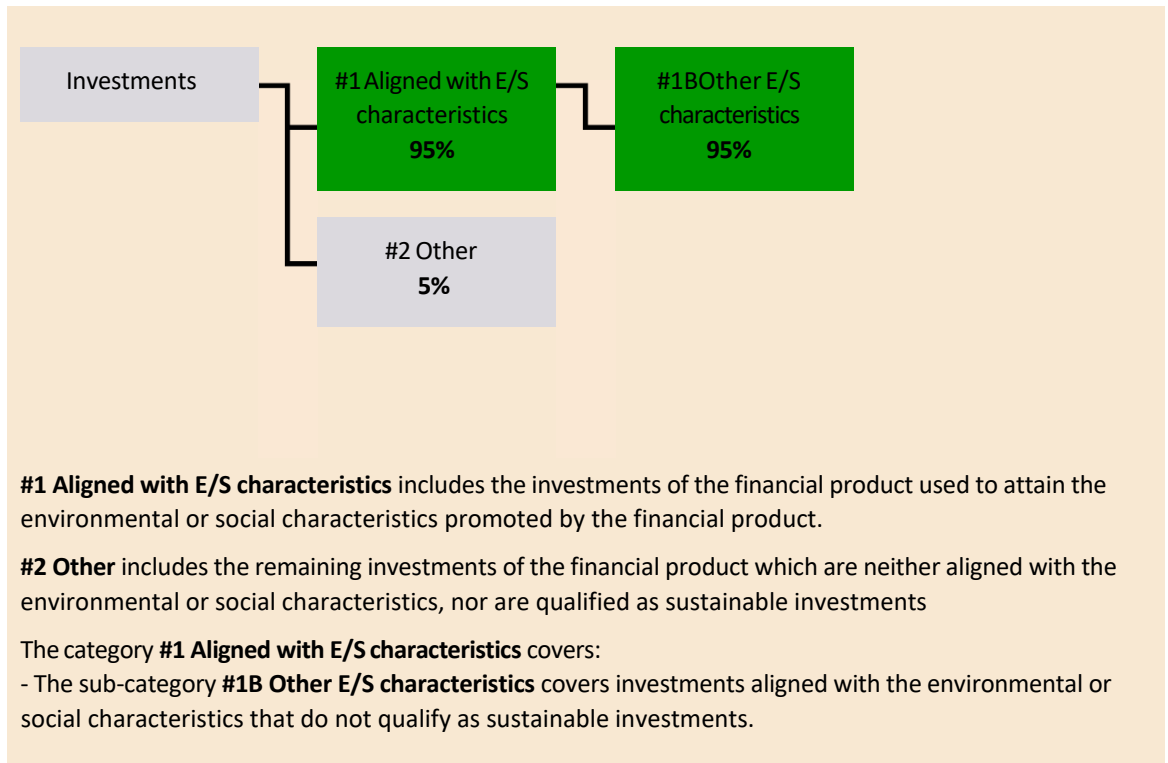 Investments
#1 Aligned with E/S
characteristics
95%
#1BOther E/S
characteristics
95%
#2 Other
5%
#1 Aligned with E/S characteristics includes the investments of the financial product used to attain the
environmental or social characteristics promoted by the financial product.
#2 Other includes the remaining investments of the financial product which are neither aligned with the
environmental or social characteristics, nor are qualified as sustainable investments
The category #1 Aligned with E/S characteristics covers:
- The sub-category #1B Other E/S characteristics covers investments aligned with the environmental or
social characteristics that do not qualify as sustainable investments.